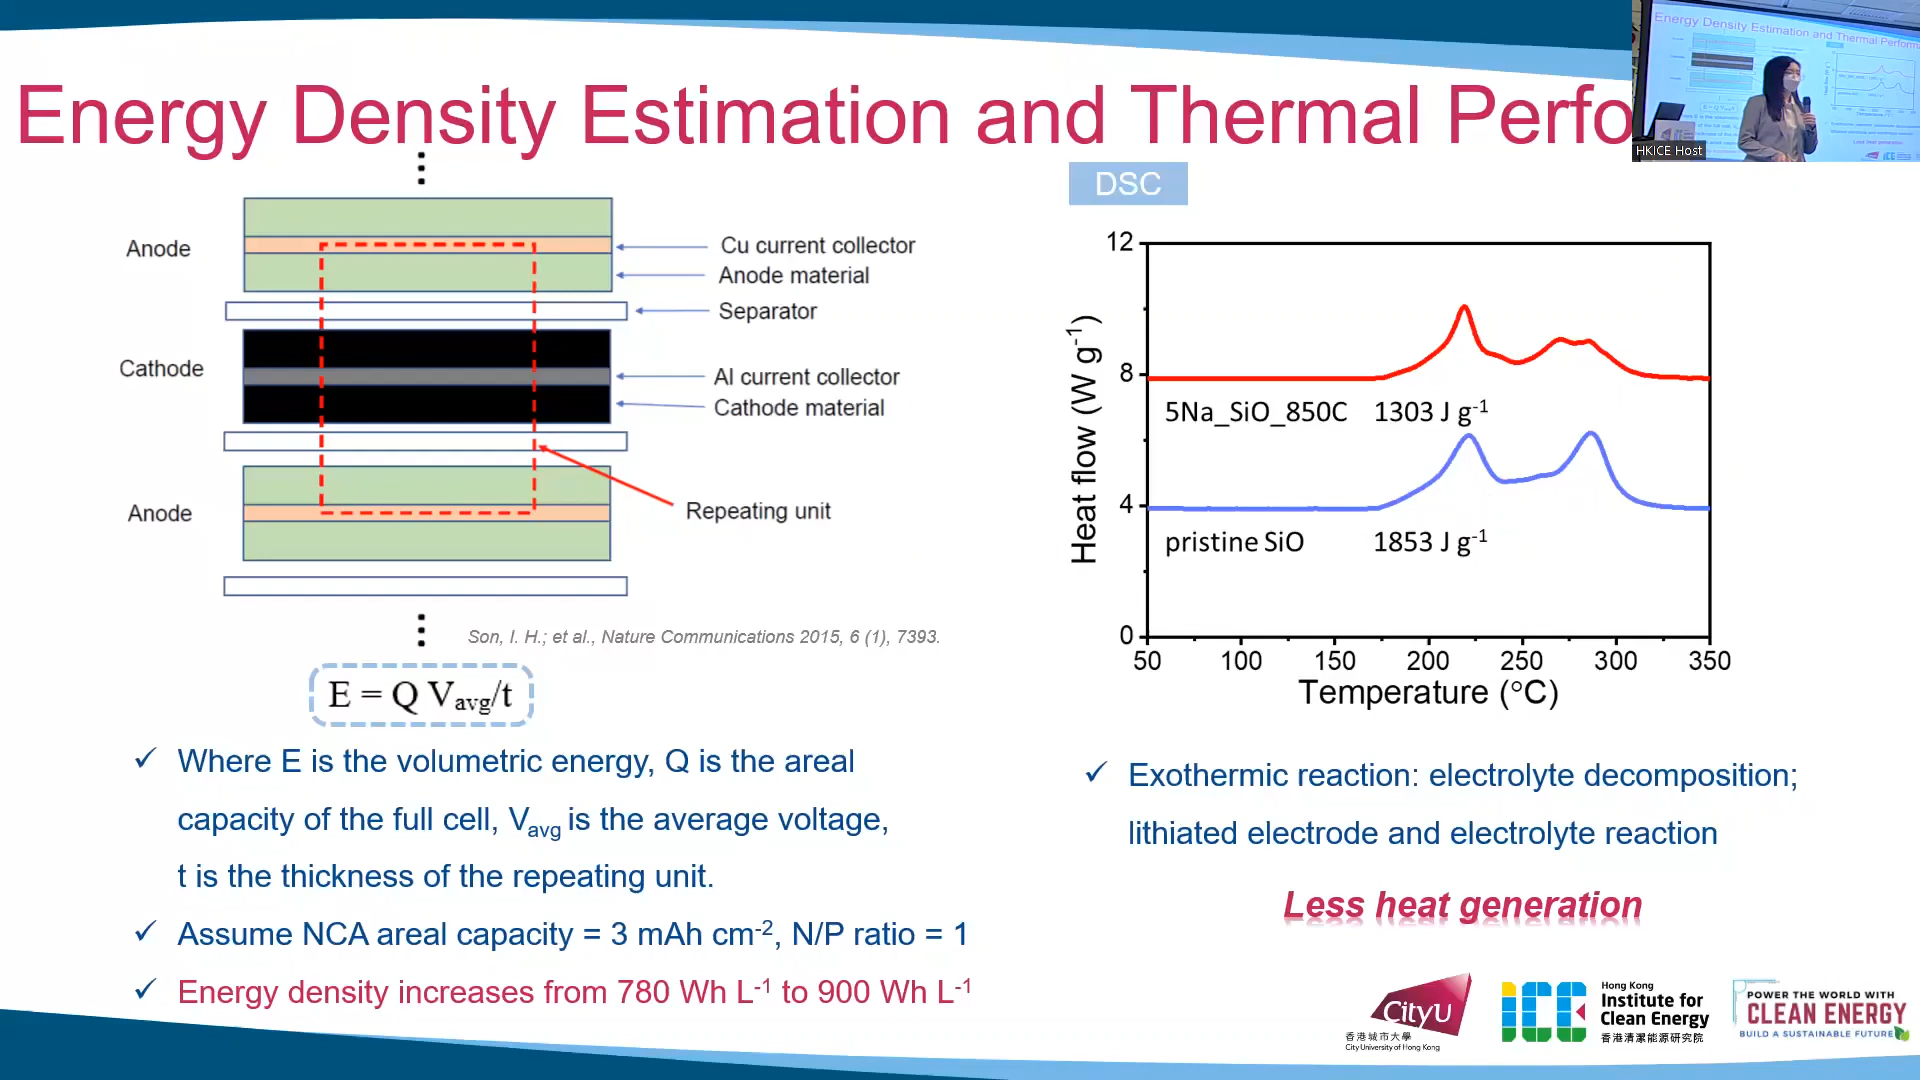 Energy Density Estimation and Thermal Perfo
HKICE Host
Energy Density Estimation and Thermal Perform
Anode
Cu current collector
Anode material
Separator
Cathode
Al current collector
Cathode material
Anode
Repeating unit
Son, I. H.; et al., Nature Communications 2015, 6 (1), 7393.
E = Q Vavg/t
✓ Where E is the volumetric energy, Q is the areal
capacity of the full cell, Vavg is the average voltage,
t is the thickness of the repeating unit.
✓ Assume NCA areal capacity = 3 mAh cm-2, N/P ratio = 1
✓ Energy density increases from 780 Wh L-1 to 900 Wh L-1
DSC
Heat flow (W g-1)
12
8
4
0
5Na_SiO_850C 1303 J g-1
pristine SiO 1853 J g-1
50 100 150 200 250 300 350
Temperature (°C)
✓ Exothermic reaction: electrolyte decomposition;
lithiated electrode and electrolyte reaction
Less heat generation
CityU
香港城市大學
City University of Hong Kong
Hong Kong
Institute for
Clean Energy
香港清潔能源研究院
POWER THE WORLD WITH
CLEAN ENERGY
BUILD A SUSTAINABLE FUTURE